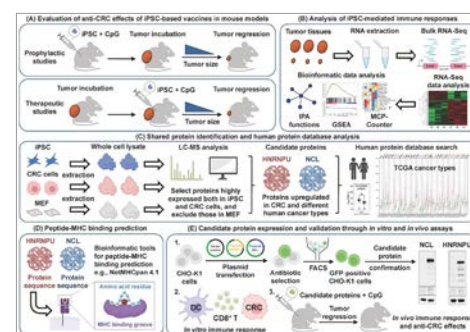 (A) Evaluation of anti-CRC effects of iPSC-based vaccines in mouse models
iPSC + CpG
Tumor incubation
Tumor regression
Prophylactic
studies
Tumor size
Tumor incubation
iPSC + CpG
Tumor regression
Therapeutic
studies
Tumor size
(B) Analysis of iPSC-mediated immune responses
Tumor tissues
RNA extraction
Bulk RNA-Seq
Bioinformatic data analysis
RNA-Seq
data analysis
IPA
functions
GSEA
MCP-
Counter
(C) Shared protein identification and human protein database analysis
iPSC
Whole cell lysate
LC-MS analysis
Candidate proteins
Human protein database search
extraction
HNRNPU
NCL
TCGA cancer types
CRC
cells
extraction
Select proteins highly
expressed both in iPSC
and CRC cells, and
exclude those in MEF
Proteins upregulated
in CRC and different
human cancer types
MEF
extraction
(D) Peptide-MHC binding prediction
HNRNPU
NCL
Bioinformatic tools
for peptide-MHC
binding prediction
e.g., NetMHCpan 4.1
Protein
sequence
Protein
sequence
Amino acid residue
MHC binding groove
(E) Candidate protein expression and validation through in vitro and in vivo assays
1.
FACS
Candidate
protein
confirmation
NCL
HNRNPU
CHO-K1
cells
Plasmid
transfection
Antibiotic
selection
GFP positive
CHO-K1 cells
2.
DC
CD8+ T
CRC
3.
Candidate proteins + CpG
Tumor
regression
In vitro immune response
In vivo immune response
and anti-CRC effects